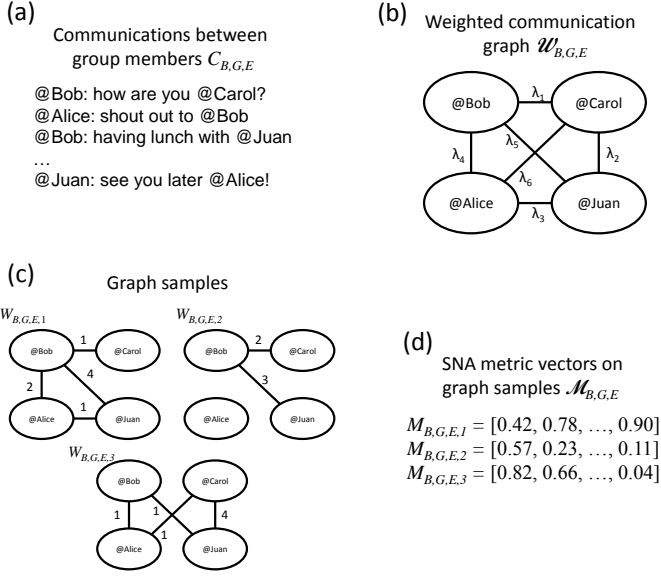 (a)
Communications between
group members C_{B,G,E}
@Bob: how are you @Carol?
@Alice: shout out to @Bob
@Bob: having lunch with @Juan
…
@Juan: see you later @Alice!
(b)
Weighted communication
graph 𝒲_{B,G,E}
@Bob
λ₁
@Carol
λ₄
λ₅
λ₂
λ₆
@Alice
λ₃
@Juan
(c)
Graph samples
W_{B,G,E,1}
@Bob
1
@Carol
2
4
@Alice
1
@Juan
W_{B,G,E,2}
@Bob
2
@Carol
3
@Alice
@Juan
W_{B,G,E,3}
@Bob
@Carol
1
1
4
1
@Alice
@Juan
(d)
SNA metric vectors on
graph samples ℳ_{B,G,E}
M_{B,G,E,1} = [0.42, 0.78, …, 0.90]
M_{B,G,E,2} = [0.57, 0.23, …, 0.11]
M_{B,G,E,3} = [0.82, 0.66, …, 0.04]